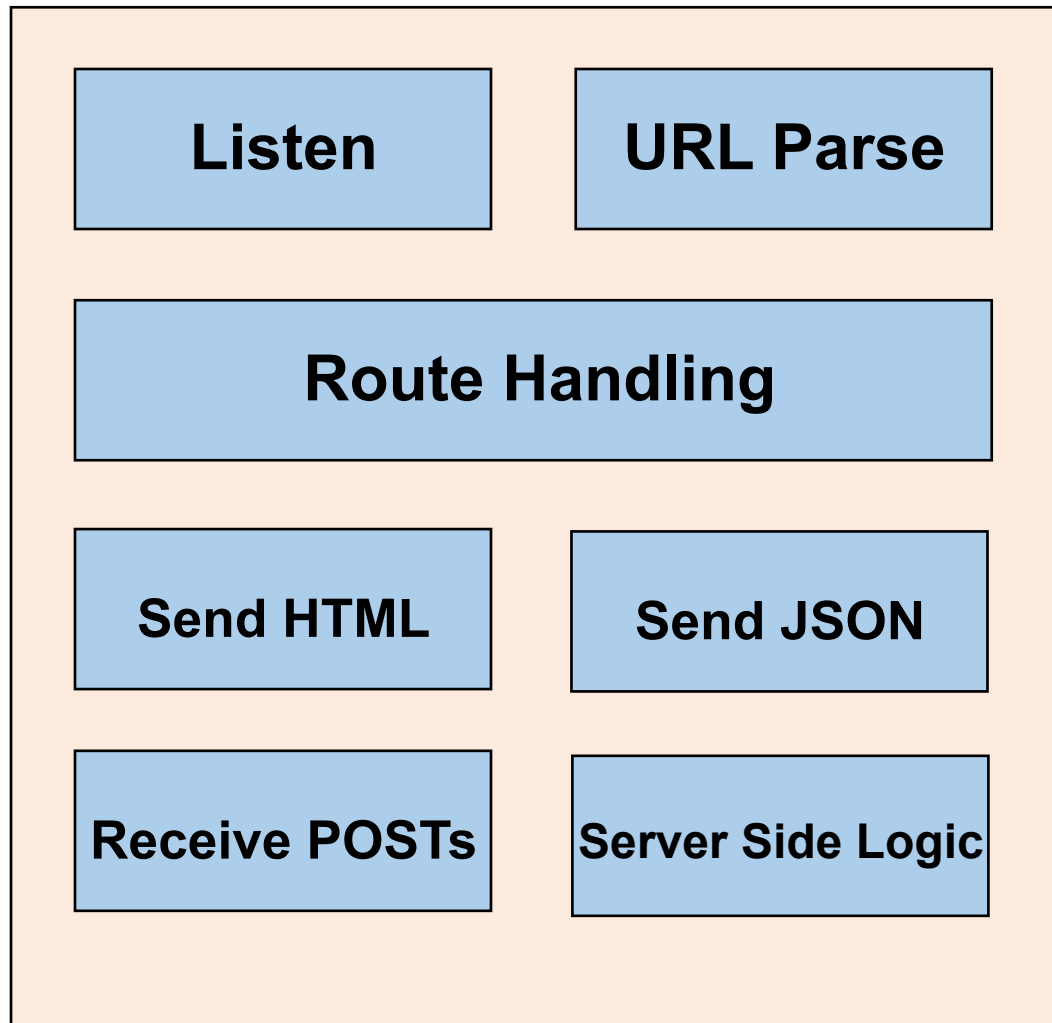 Listen
URL Parse
Route Handling
Send HTML
Send JSON
Receive POSTs
Server Side Logic